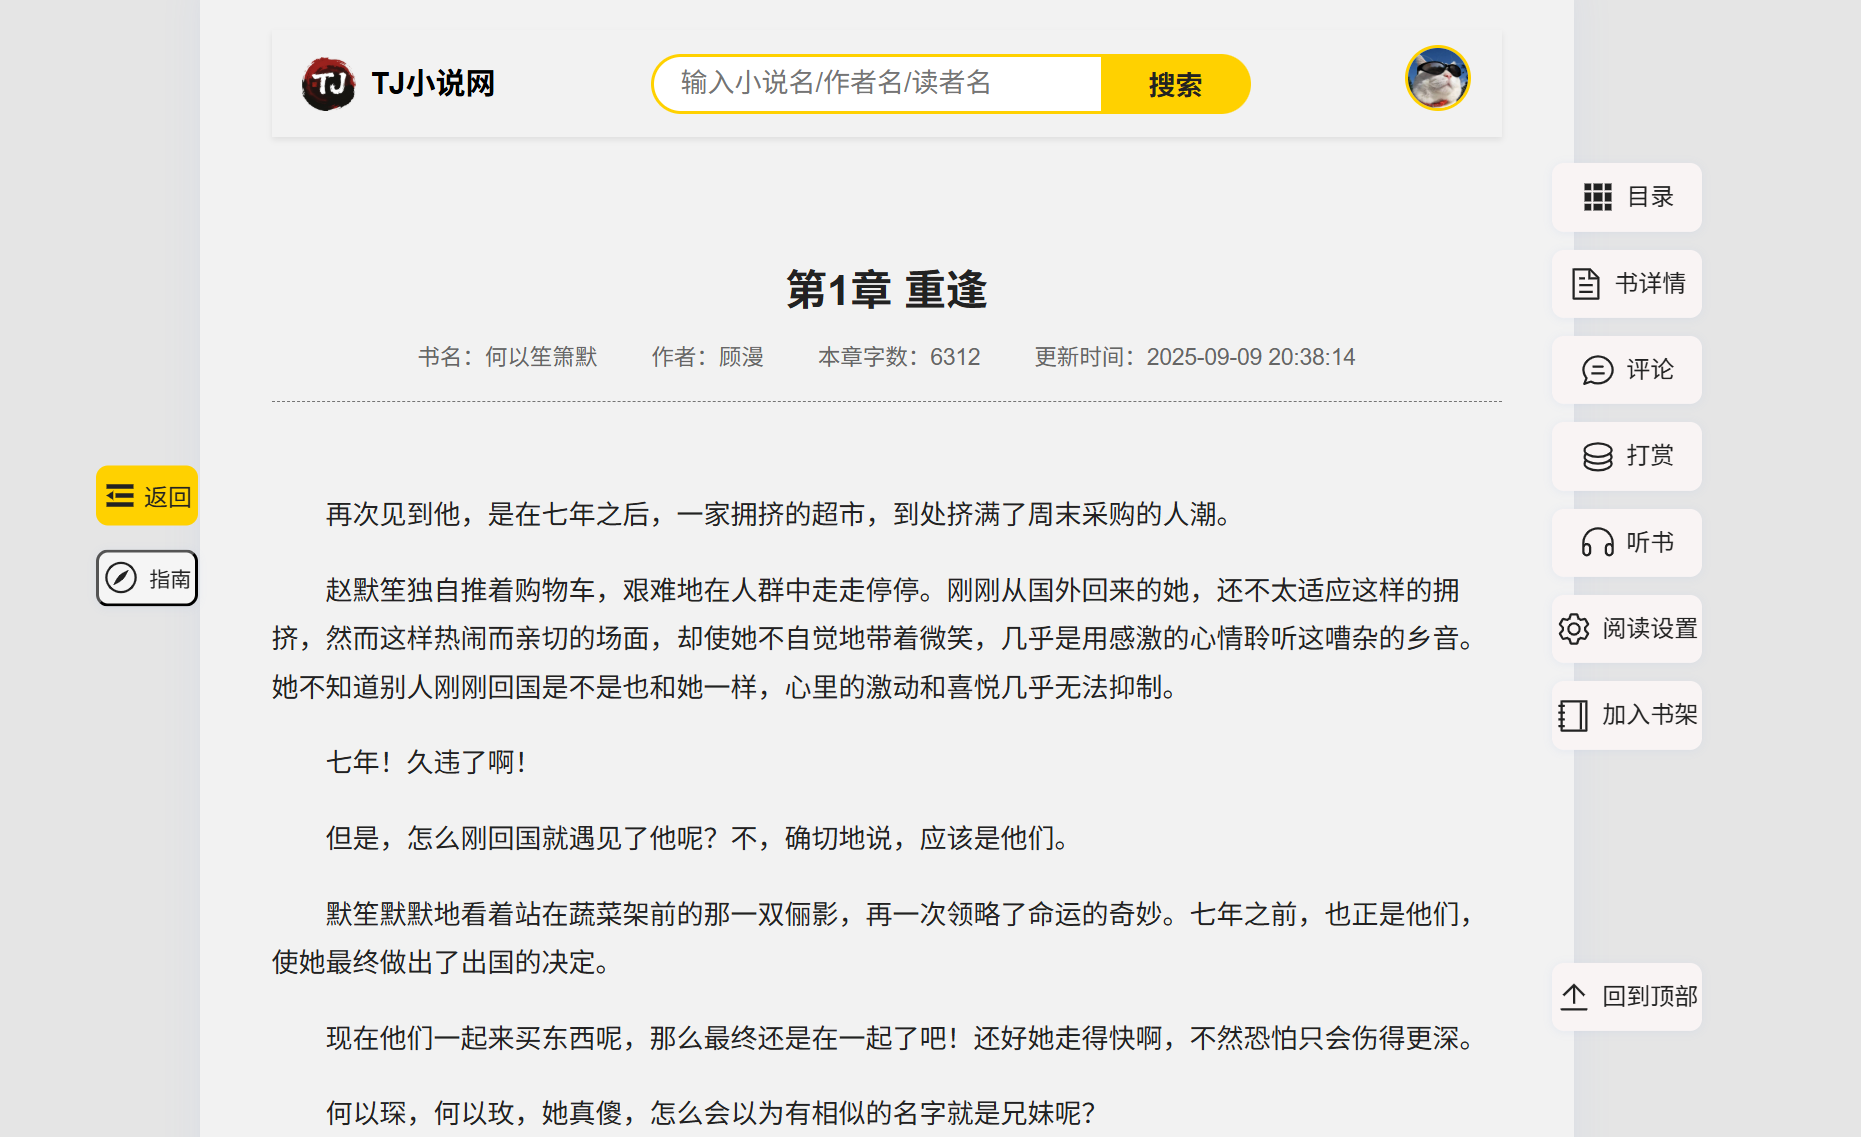 TJ
TJ小说网
输入小说名/作者名/读者名
搜索
第1章 重逢
书名：何以笙箫默 作者：顾漫 本章字数：6312 更新时间：2025-09-09 20:38:14
再次见到他，是在七年之后，一家拥挤的超市，到处挤满了周末采购的人潮。
赵默笙独自推着购物车，艰难地在人群中走走停停。刚刚从国外回来的她，还不太适应这样的拥
挤，然而这样热闹而亲切的场面，却使她不自觉地带着微笑，几乎是用感激的心情聆听这嘈杂的乡音。
她不知道别人刚刚回国是不是也和她一样，心里的激动和喜悦几乎无法抑制。
七年！久违了啊！
但是，怎么刚回国就遇见了他呢？不，确切地说，应该是他们。
默笙默默地看着站在蔬菜架前的那一双俪影，再一次领略了命运的奇妙。七年之前，也正是他们，
使她最终做出了出国的决定。
现在他们一起来买东西呢，那么最终还是在一起了吧！还好她走得快啊，不然恐怕只会伤得更深。
何以琛，何以玫，她真傻，怎么会以为有相似的名字就是兄妹呢？
返回
指南
目录
书详情
评论
打赏
听书
阅读设置
加入书架
回到顶部